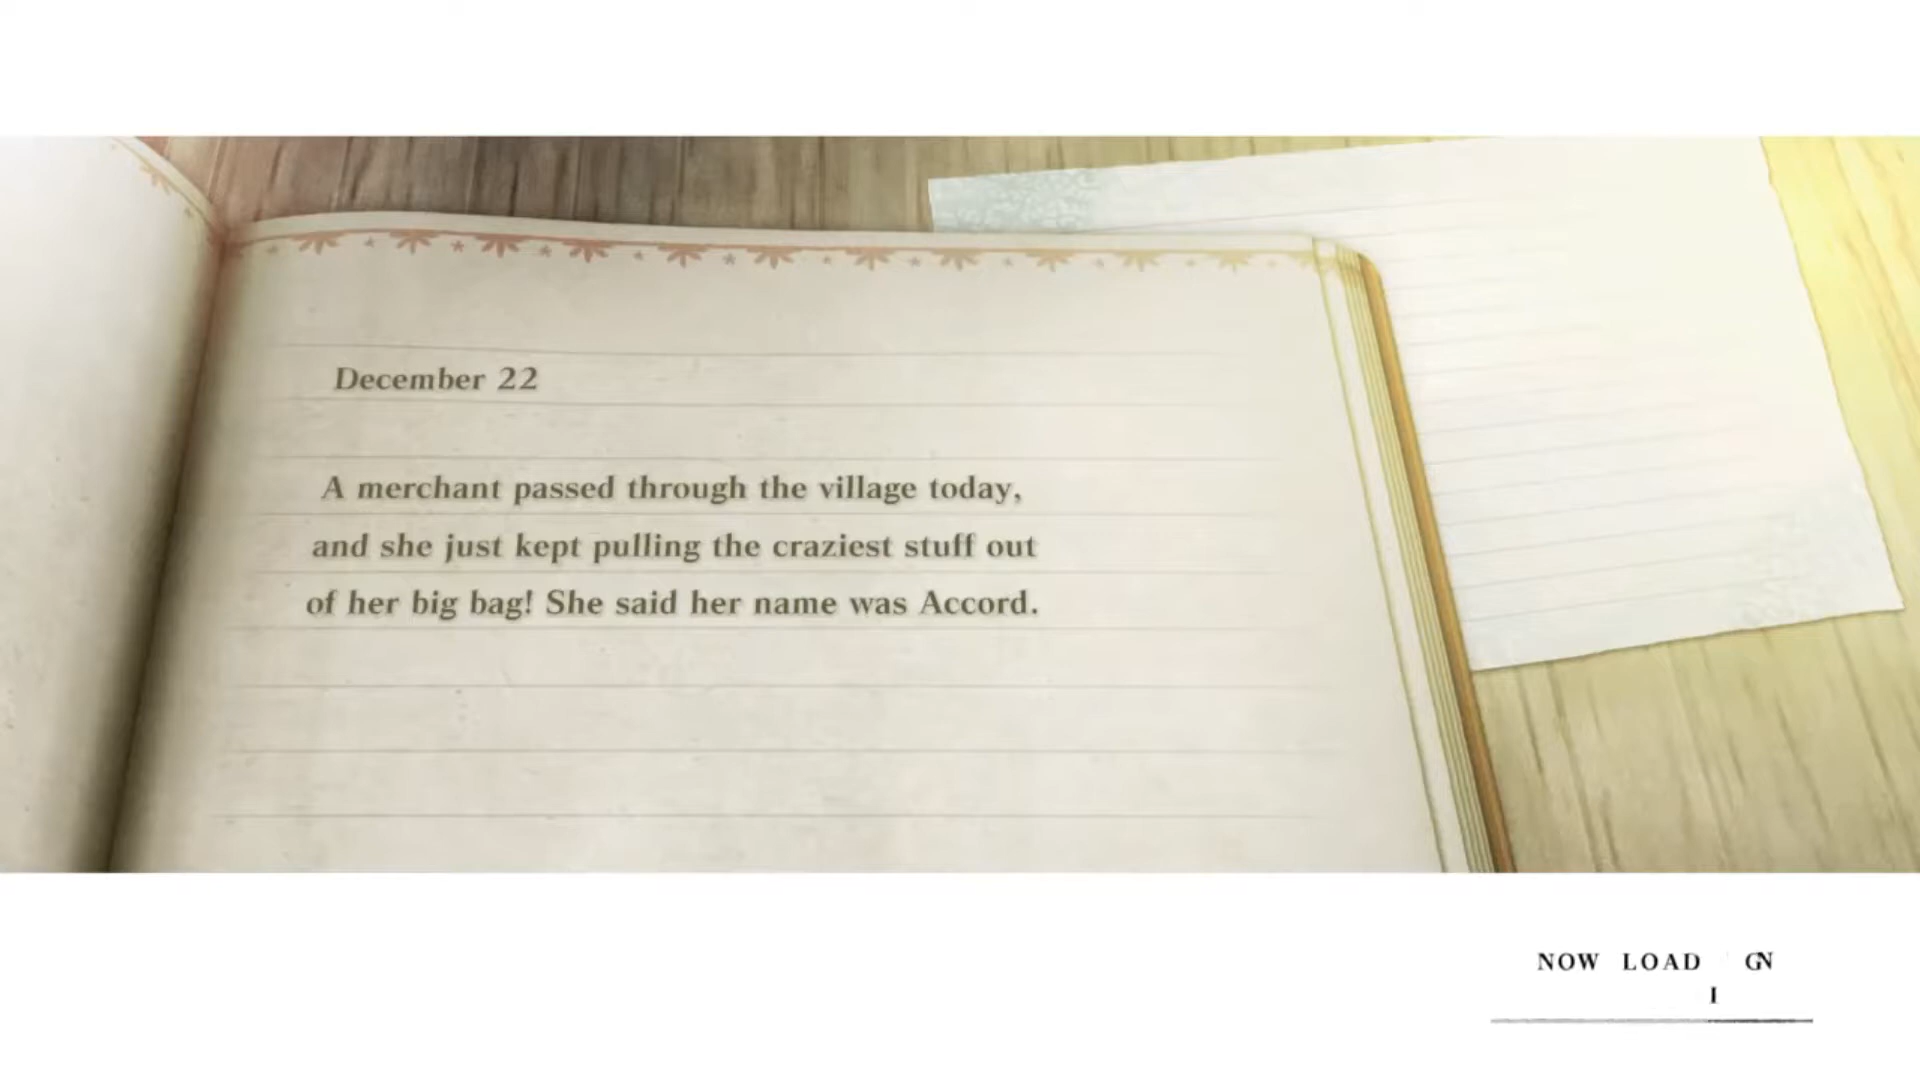 December 22
A merchant passed through the village today,
and she just kept pulling the craziest stuff out
of her big bag! She said her name was Accord.
NOW LOAD GN
I